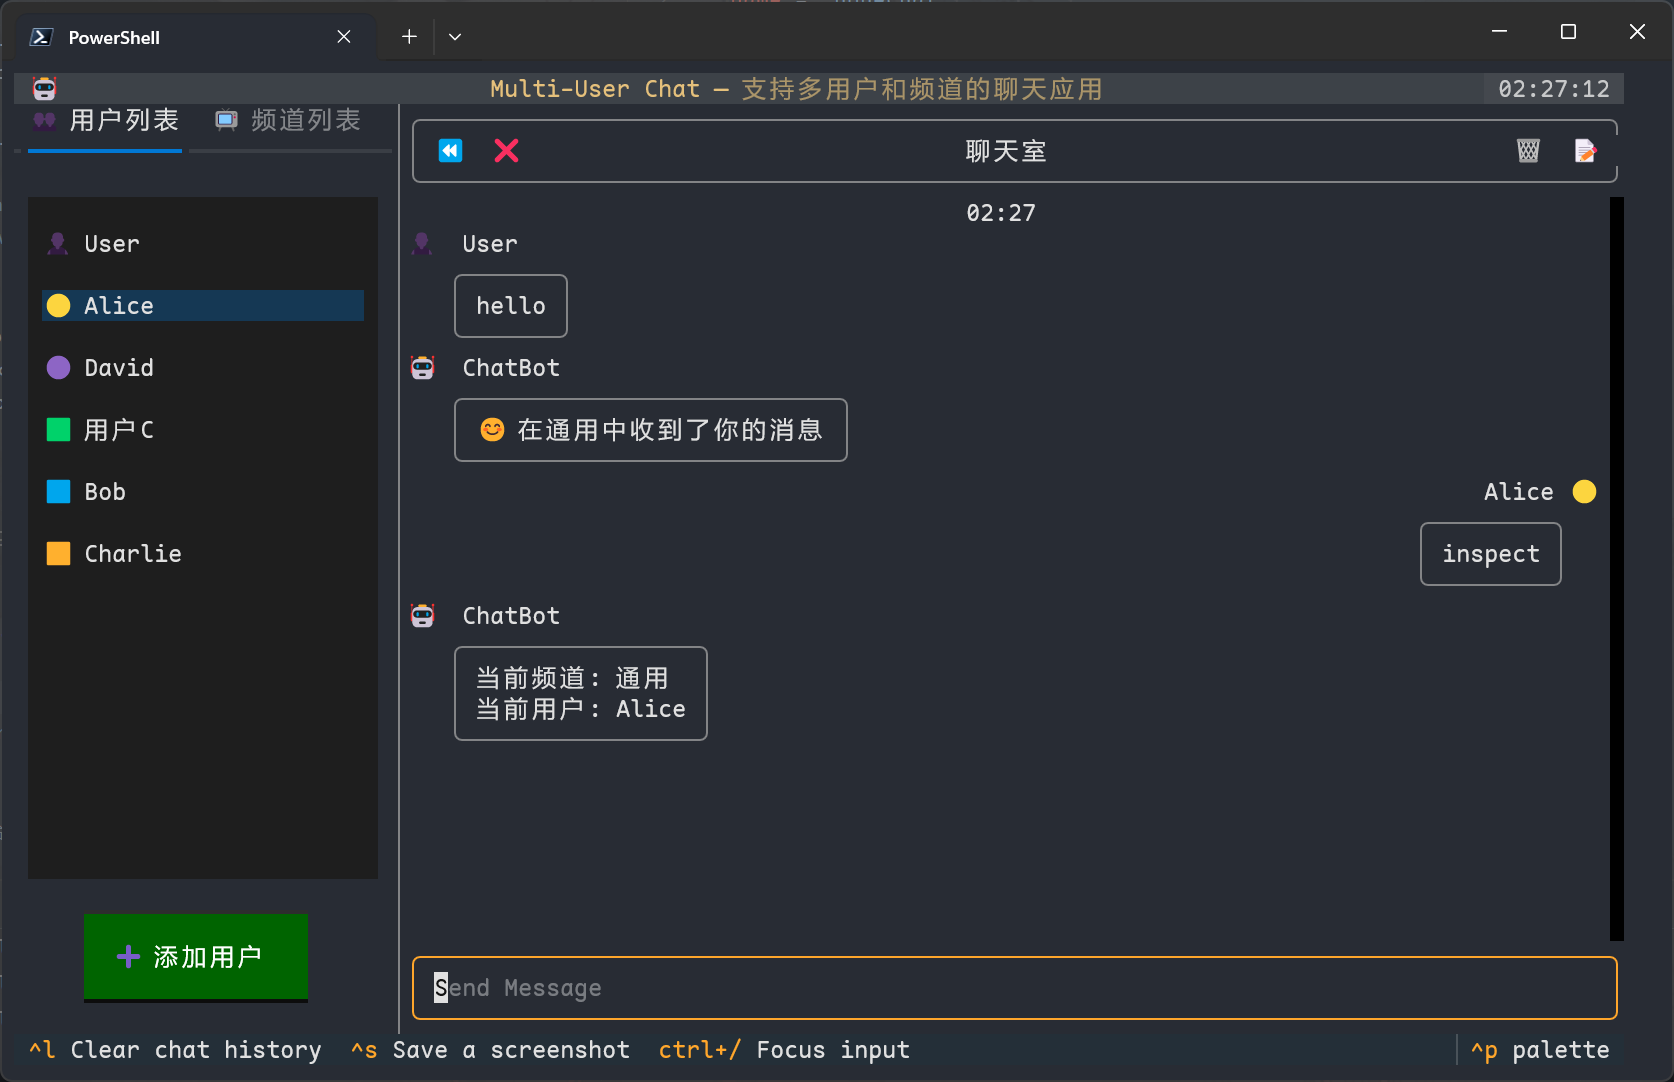 PowerShell
Multi-User Chat — 支持多用户和频道的聊天应用
02:27:12
用户列表
频道列表
聊天室
User
Alice
David
用户C
Bob
Charlie
添加用户
02:27
User
hello
ChatBot
😊 在通用中收到了你的消息
Alice
inspect
ChatBot
当前频道: 通用
当前用户: Alice
Send Message
^l Clear chat history ^s Save a screenshot ctrl+/ Focus input
^p palette